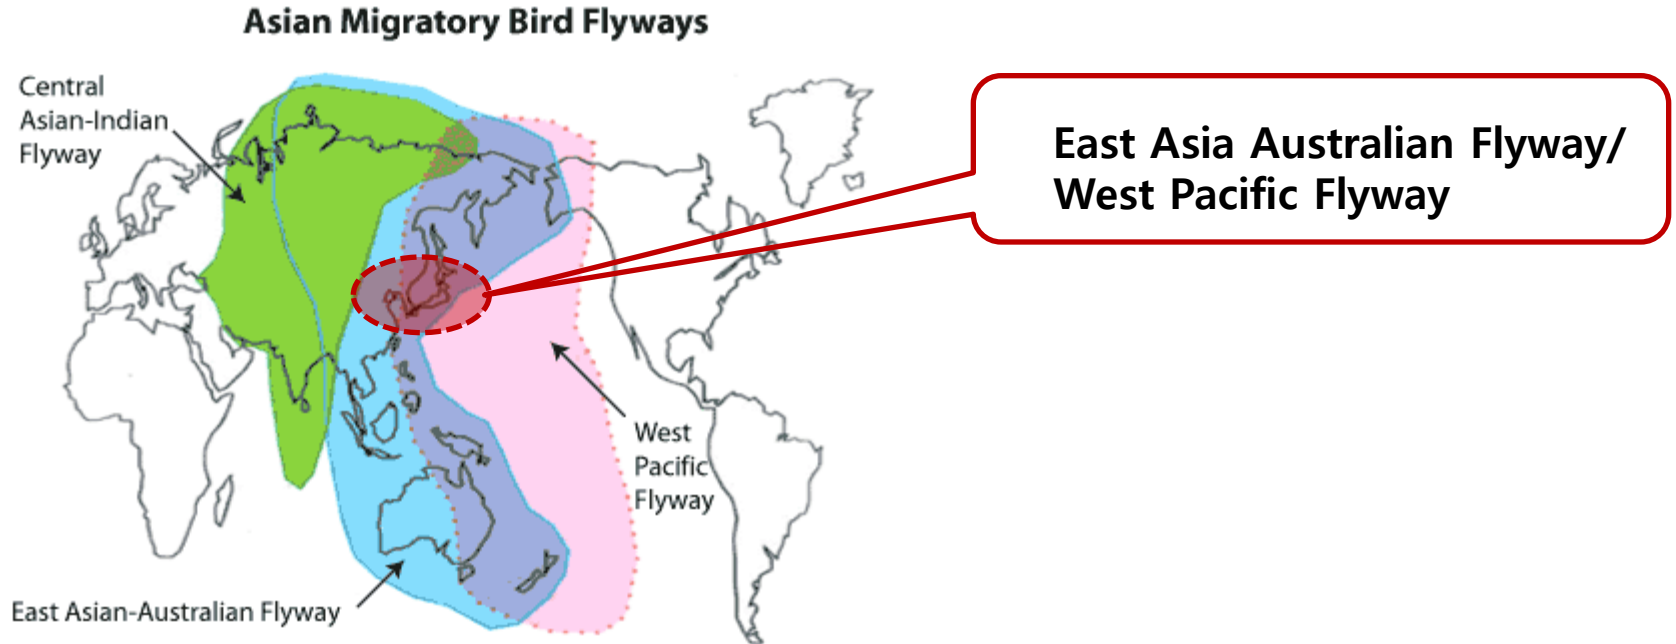 Asian Migratory Bird Flyways
Central
Asian-Indian
Flyway
East Asia Australian Flyway/
West Pacific Flyway
West
Pacific
Flyway
East Asian-Australian Flyway